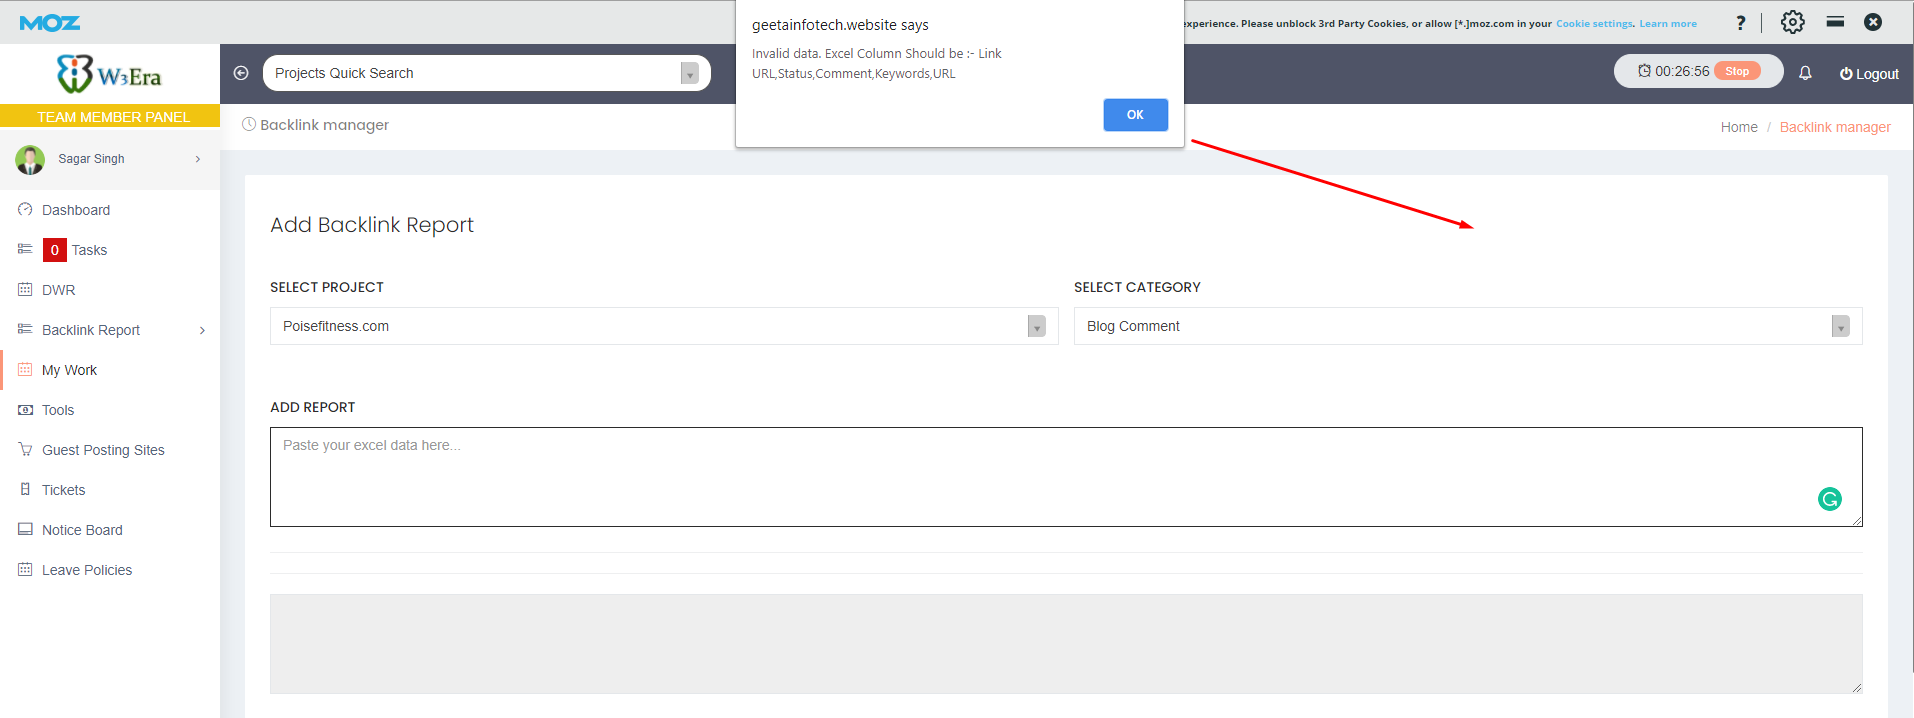 MOZ
experience. Please unblock 3rd Party Cookies, or allow [*.]moz.com in your Cookie settings. Learn more
?
geetainfotech.website says
Invalid data. Excel Column Should be :- Link
URL,Status,Comment,Keywords,URL
OK
W3Era
Projects Quick Search
00:26:56 Stop
Logout
TEAM MEMBER PANEL
Backlink manager
Home / Backlink manager
Sagar Singh
Dashboard
0 Tasks
DWR
Backlink Report
My Work
Tools
Guest Posting Sites
Tickets
Notice Board
Leave Policies
Add Backlink Report
SELECT PROJECT
SELECT CATEGORY
Poisefitness.com
Blog Comment
ADD REPORT
Paste your excel data here...